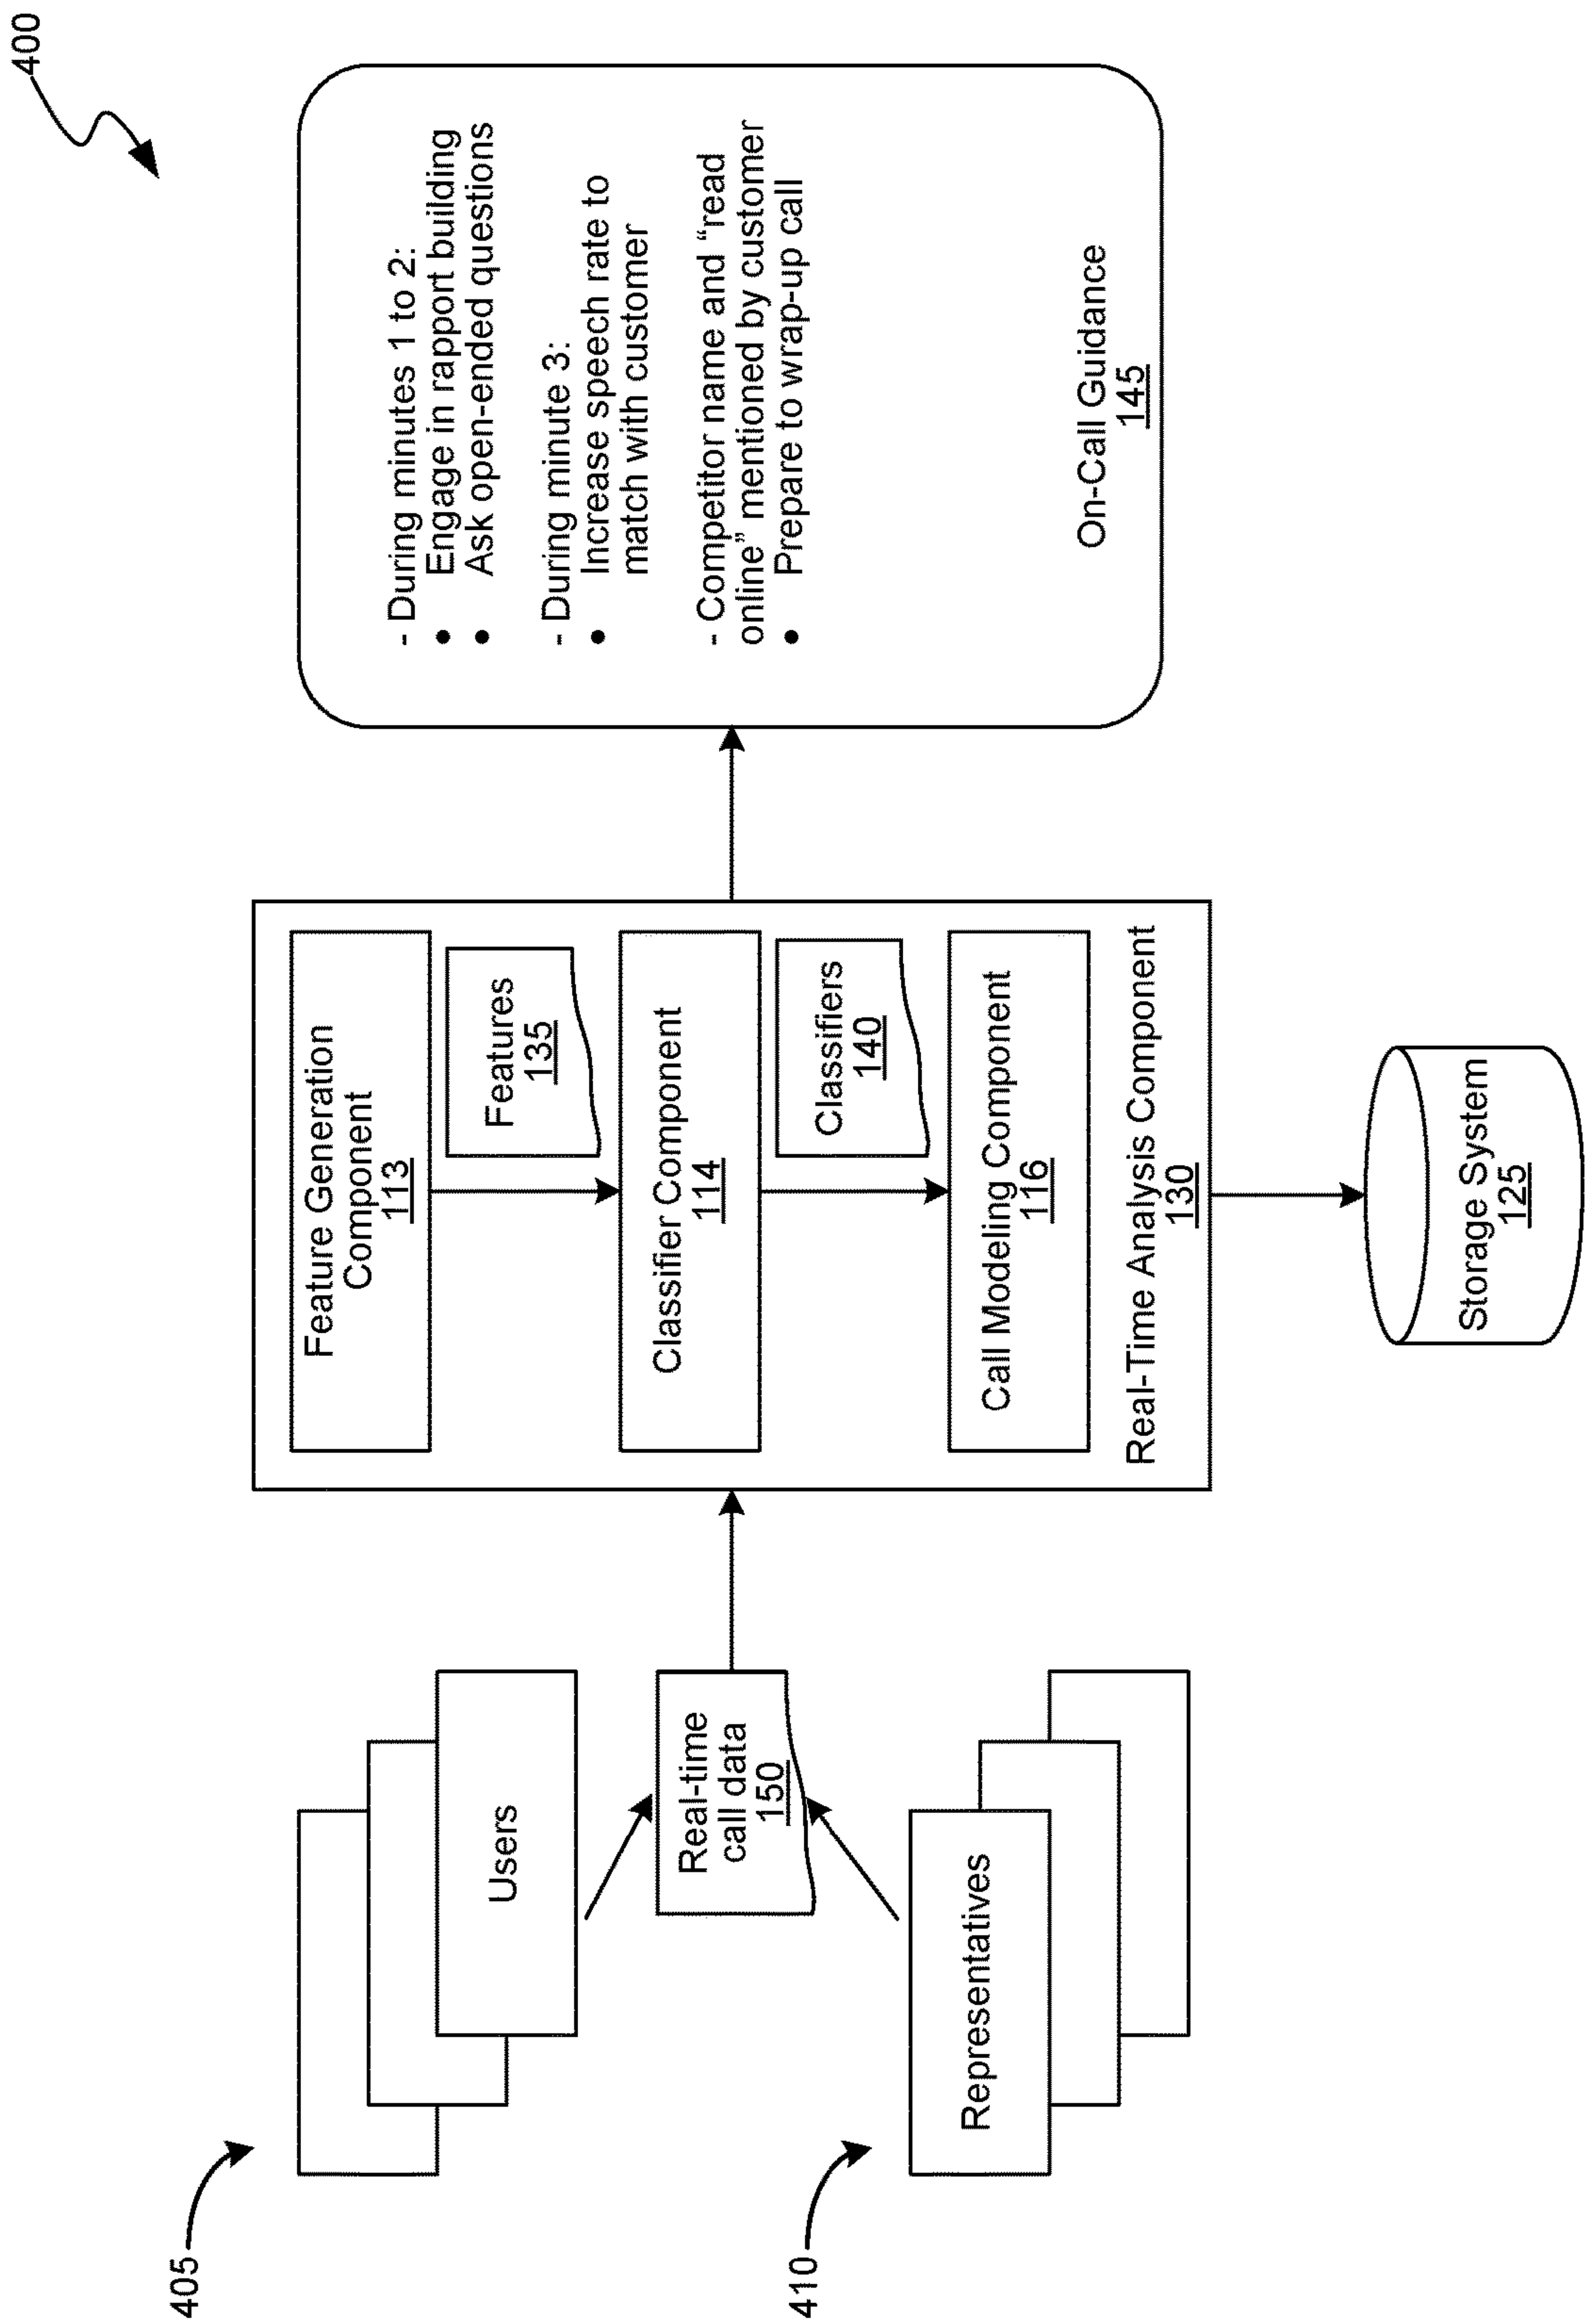 400
405
Users
Real-time
call data
150
410
Representatives
Feature Generation
Component
113
Features
135
Classifier Component
114
Classifiers
140
Call Modeling Component
116
Real-Time Analysis Component
130
Storage System
125
- During minutes 1 to 2:
• Engage in rapport building
• Ask open-ended questions
- During minute 3:
• Increase speech rate to
match with customer
- Competitor name and “read
online” mentioned by customer
• Prepare to wrap-up call
On-Call Guidance
145